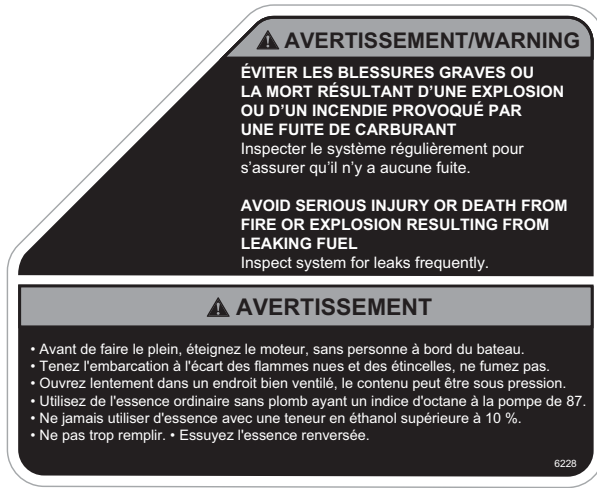 AVERTISSEMENT/WARNING
ÉVITER LES BLESSURES GRAVES OU
LA MORT RÉSULTANT D'UNE EXPLOSION
OU D'UN INCENDIE PROVOQUÉ PAR
UNE FUITE DE CARBURANT
Inspecter le système régulièrement pour
s'assurer qu'il n'y a aucune fuite.
AVOID SERIOUS INJURY OR DEATH FROM
FIRE OR EXPLOSION RESULTING FROM
LEAKING FUEL
Inspect system for leaks frequently.
AVERTISSEMENT
• Avant de faire le plein, éteignez le moteur, sans personne à bord du bateau.
• Tenez l'embarcation à l'écart des flammes nues et des étincelles, ne fumez pas.
• Ouvrez lentement dans un endroit bien ventilé, le contenu peut être sous pression.
• Utilisez de l'essence ordinaire sans plomb ayant un indice d'octane à la pompe de 87.
• Ne jamais utiliser d'essence avec une teneur en éthanol supérieure à 10 %.
• Ne pas trop remplir. • Essuyez l'essence renversée.
6228